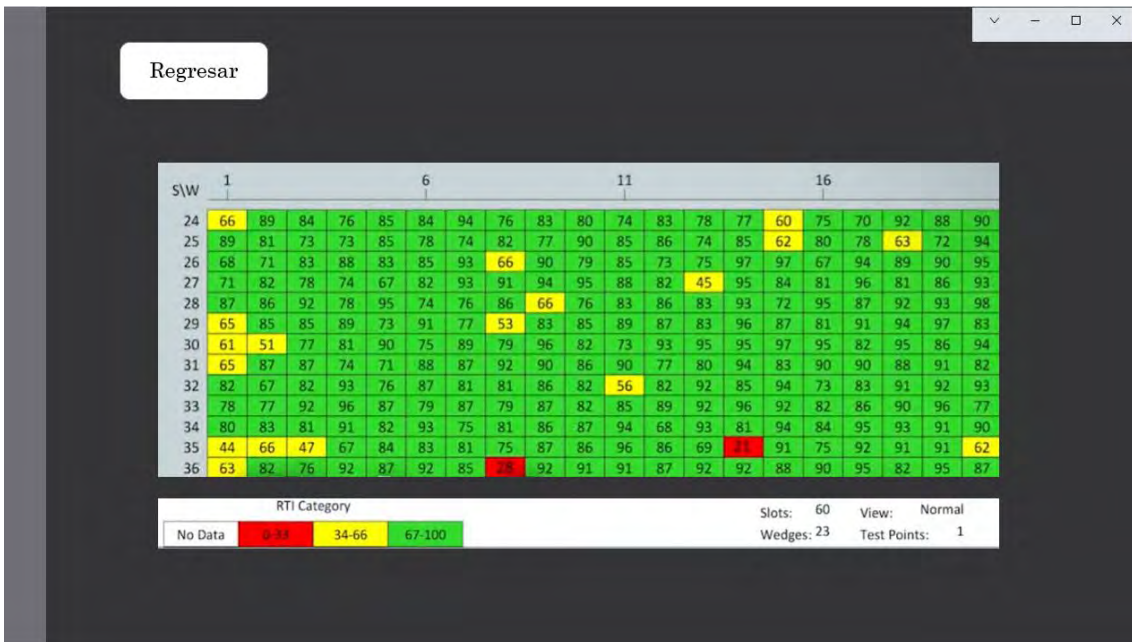 Regresar
S\W 1 6 11 16
24 66 89 84 76 85 84 94 76 83 80 74 83 78 77 60 75 70 92 88 90
25 89 81 73 73 85 78 74 82 77 90 85 86 74 85 62 80 78 63 72 94
26 68 71 83 88 83 85 93 66 90 79 85 73 75 97 97 67 94 89 90 95
27 71 82 78 74 67 82 93 91 94 95 88 82 45 95 84 81 96 81 86 93
28 87 86 92 78 95 74 76 86 66 76 83 86 83 93 72 95 87 92 93 98
29 65 85 85 89 73 91 77 53 83 85 89 87 83 96 87 81 91 94 97 83
30 61 51 77 81 90 75 89 79 96 82 73 93 95 95 97 95 82 95 86 94
31 65 87 87 74 71 88 87 92 90 86 90 77 80 94 83 90 90 88 91 82
32 82 67 82 93 76 87 81 81 86 82 56 82 92 85 94 73 83 91 92 93
33 78 77 92 96 87 79 87 79 87 82 85 89 92 96 92 82 86 90 96 77
34 80 83 81 91 82 93 75 81 86 87 94 68 93 81 94 84 95 93 91 90
35 44 66 47 67 84 83 81 75 87 86 96 86 69 21 91 75 92 91 91 62
36 63 82 76 92 87 92 85 28 92 91 91 87 92 92 88 90 95 82 95 87
RTI Category
No Data 0-33 34-66 67-100
Slots: 60 View: Normal
Wedges: 23 Test Points: 1